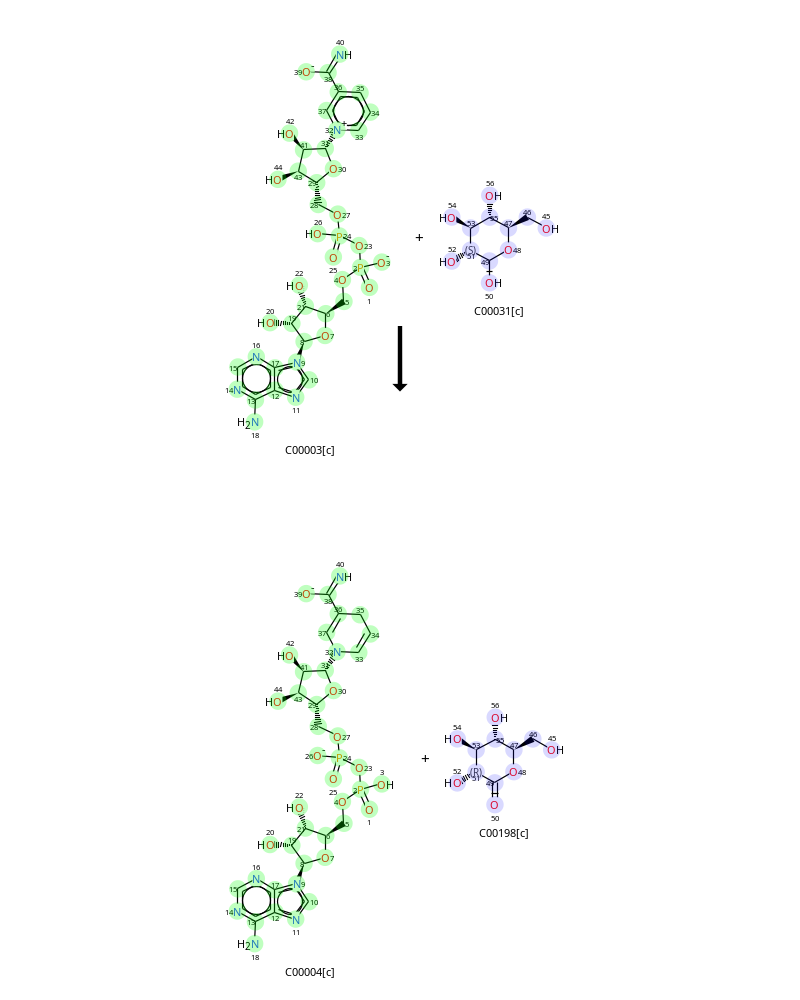 40
NH
39 O-
38
36 35
37
34
32 N+
33
42
HO
41 31
44
HO
43 29
O 30
28
O 27
26
HO
P 24
O 23
O
25
22
HO
4 O
P 2
O- 3
O
1
21
5
6
20
HO
19
O 7
8
16
N
N 9
15
17
10
14 N
12
13
N
11
H2N
18
C00003[c]
+
56
OH
54
HO
53
55
47
46
45
OH
52
HO
(S)
51
O 48
49
50
OH
C00031[c]
40
NH
39 O-
38
36 35
37
34
32 N
33
42
HO
41 31
44
HO
43 29
O 30
28
O 27
26 O-
P 24
O 23
O
25
22
HO
4 O
P 2
3
OH
O
1
21
5
6
20
HO
19
O 7
8
16
N
N 9
15
17
10
14 N
12
13
N
11
H2N
18
C00004[c]
+
56
OH
54
HO
53
55
47
46
45
OH
52
HO
(R)
51
O 48
49
O
50
C00198[c]